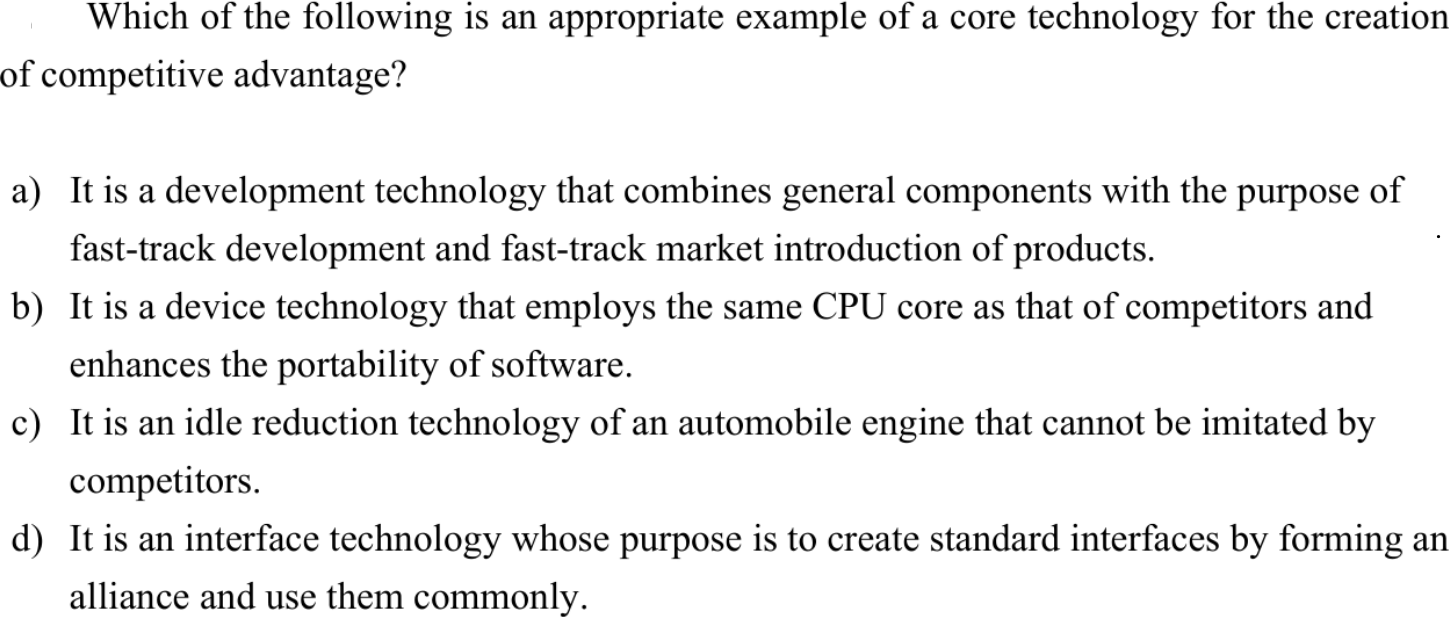 Which of the following is an appropriate example of a core technology for the creation
of competitive advantage?
a) It is a development technology that combines general components with the purpose of
fast-track development and fast-track market introduction of products.
b) It is a device technology that employs the same CPU core as that of competitors and
enhances the portability of software.
c) It is an idle reduction technology of an automobile engine that cannot be imitated by
competitors.
d) It is an interface technology whose purpose is to create standard interfaces by forming an
alliance and use them commonly.